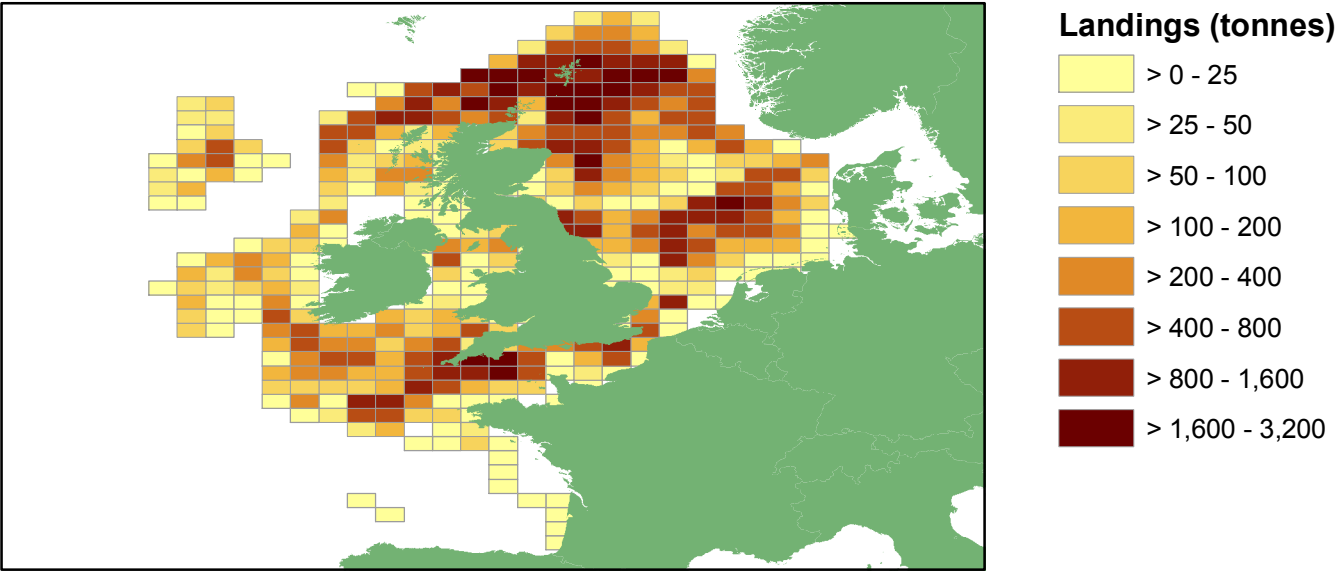 Landings (tonnes)
> 0 - 25
> 25 - 50
> 50 - 100
> 100 - 200
> 200 - 400
> 400 - 800
> 800 - 1,600
> 1,600 - 3,200